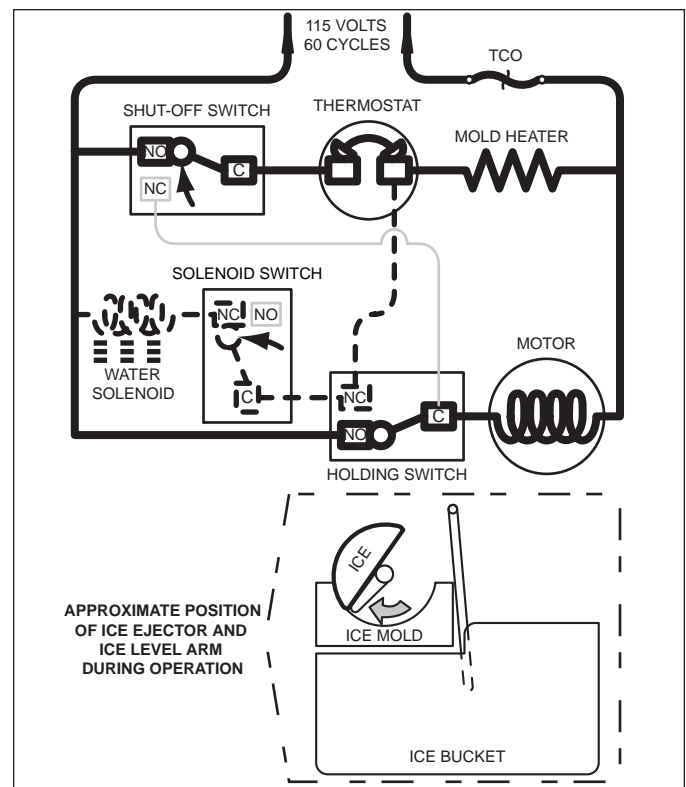 115 VOLTS
60 CYCLES
TCO
SHUT-OFF SWITCH
THERMOSTAT
MOLD HEATER
NO
C
NC
SOLENOID SWITCH
NC
NO
MOTOR
WATER
SOLENOID
C
NC
C
NO
HOLDING SWITCH
ICE
APPROXIMATE POSITION
OF ICE EJECTOR AND
ICE LEVEL ARM
DURING OPERATION
ICE MOLD
ICE BUCKET